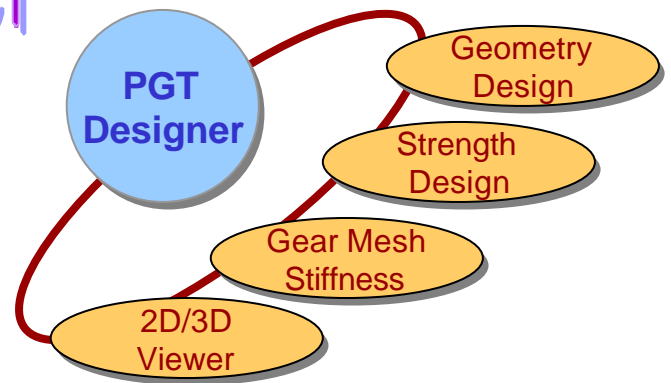 PGT
Designer
Geometry
Design
Strength
Design
Gear Mesh
Stiffness
2D/3D
Viewer